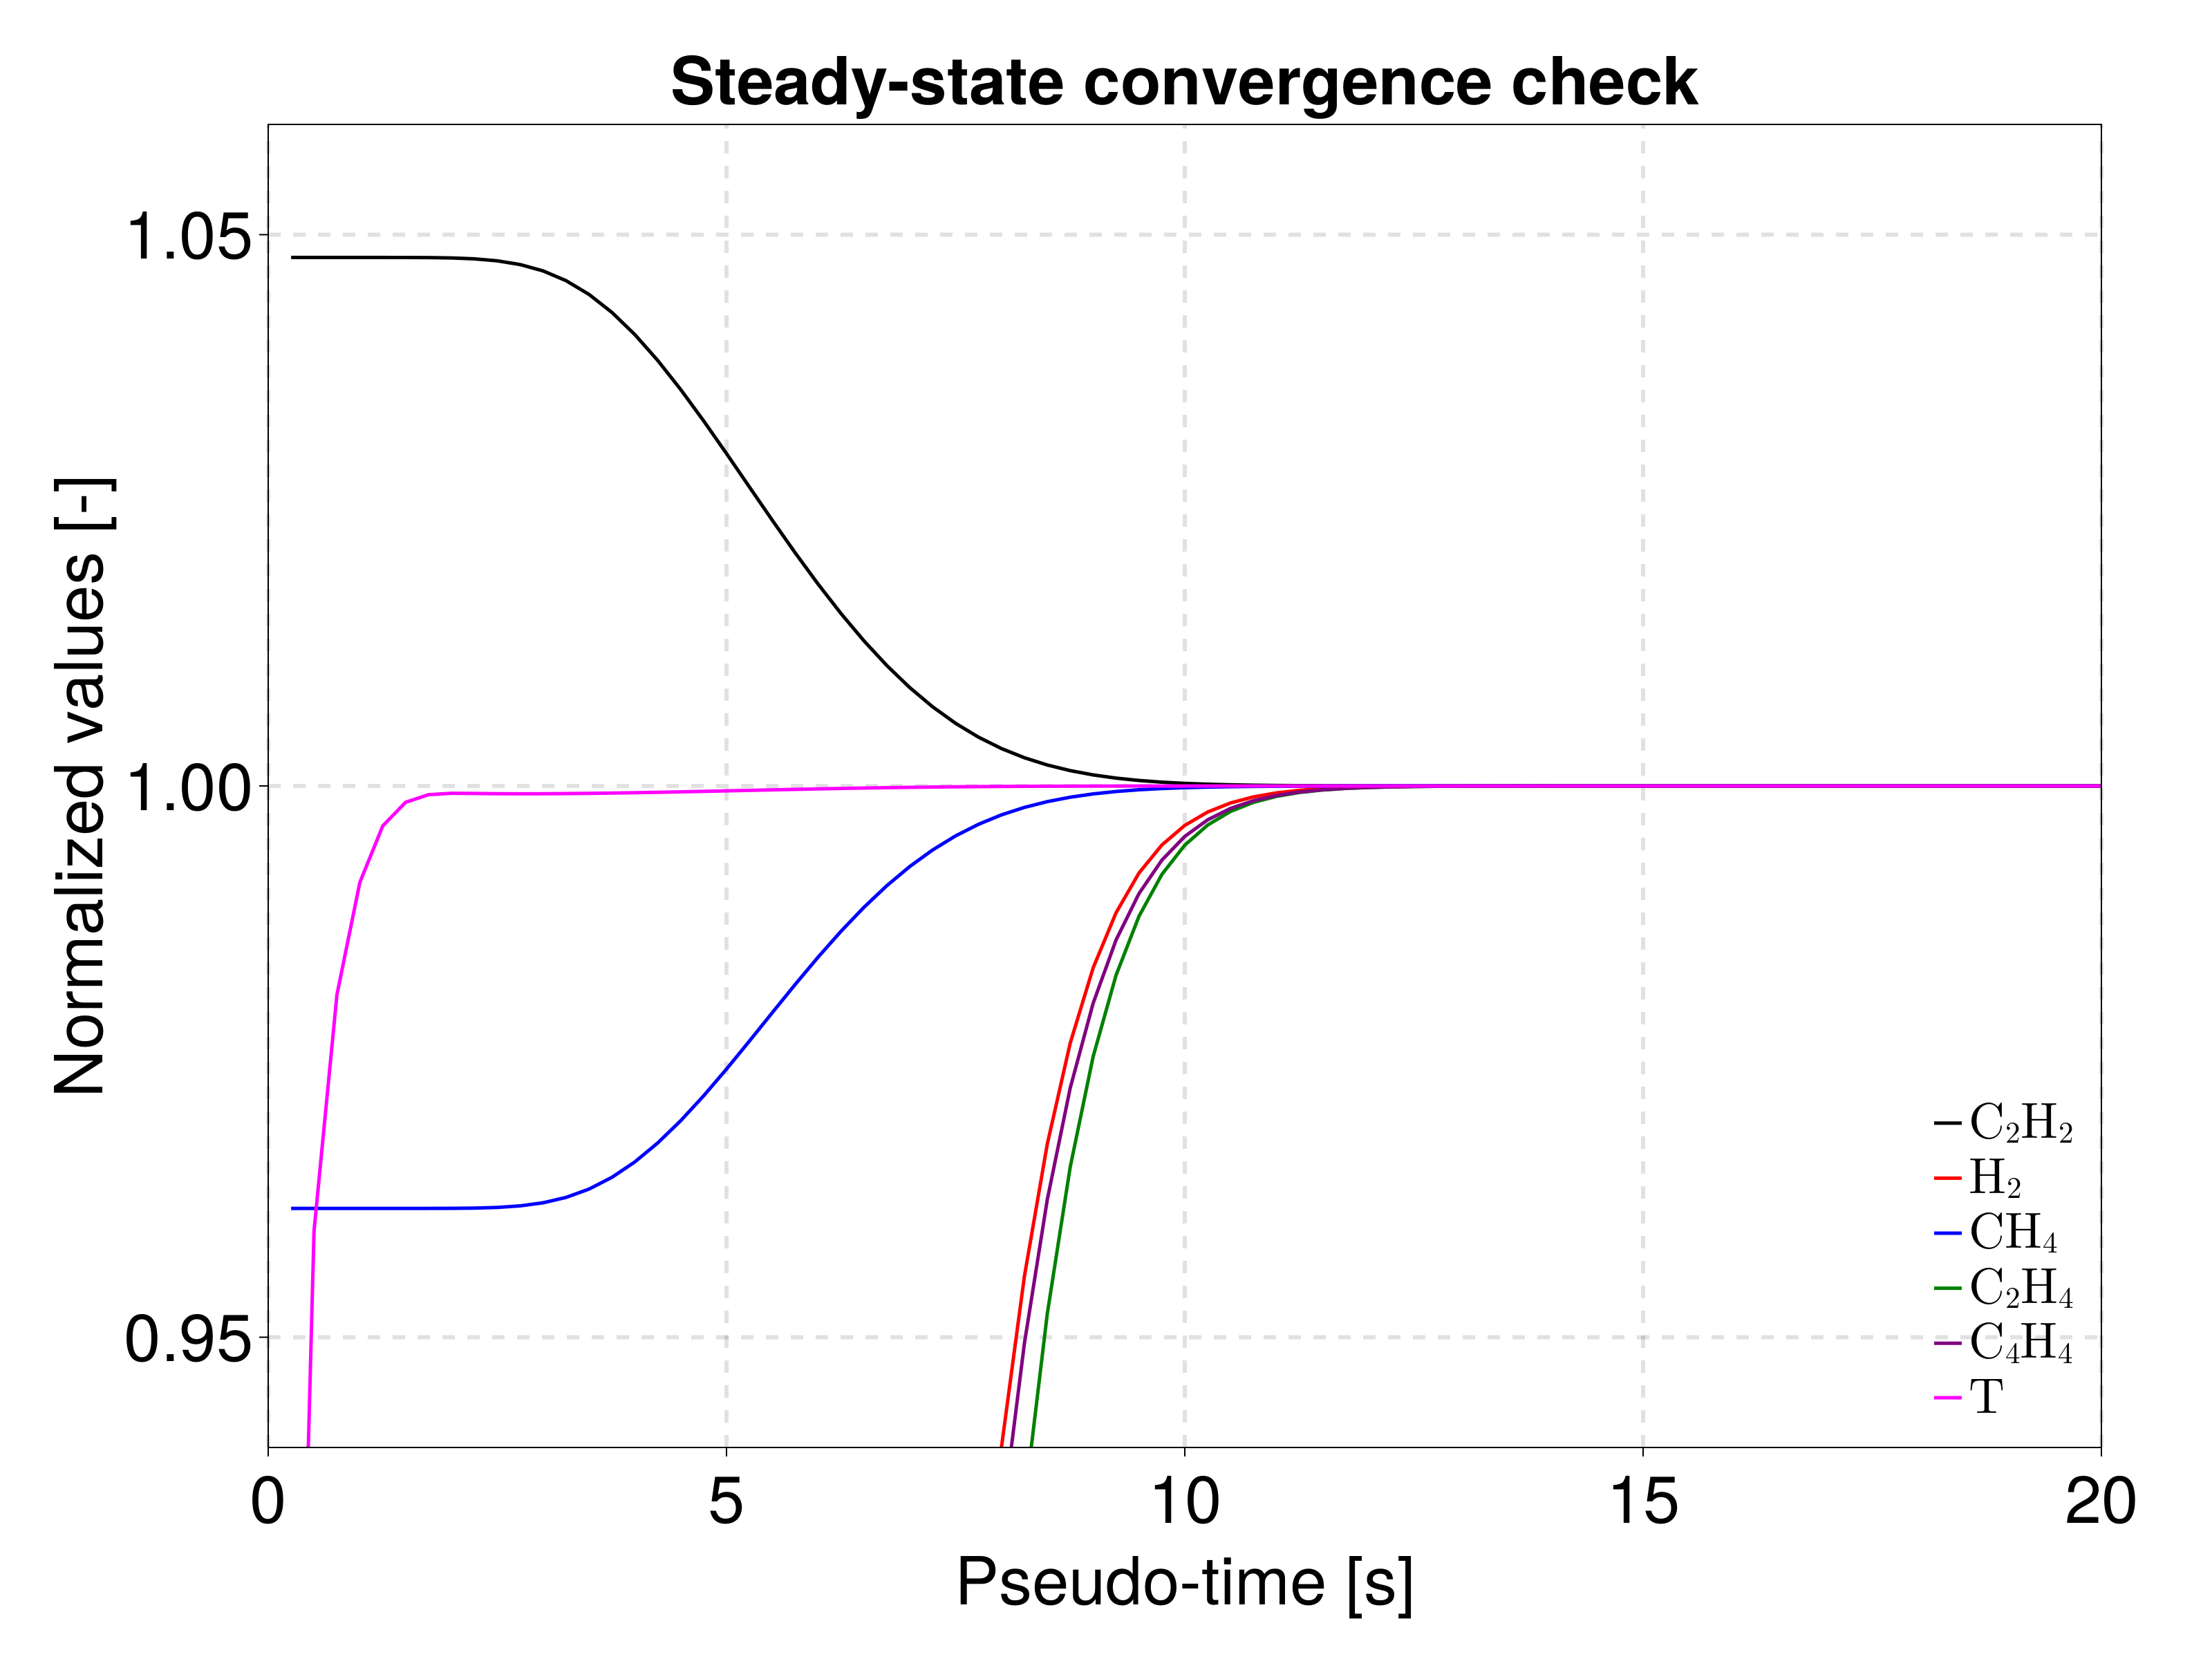 Steady-state convergence check
Normalized values [-]
1.05
1.00
0.95
C₂H₂
H₂
CH₄
C₂H₄
C₄H₄
T
0 5 10 15 20
Pseudo-time [s]